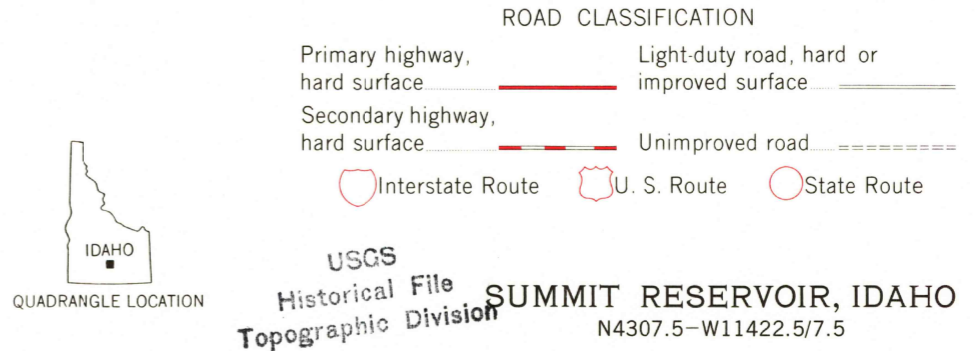 ROAD CLASSIFICATION
Primary highway,
hard surface
Light-duty road, hard or
improved surface
Secondary highway,
hard surface
Unimproved road
Interstate Route
U. S. Route
State Route
IDAHO
QUADRANGLE LOCATION
USGS
Historical File
Topographic Division
SUMMIT RESERVOIR, IDAHO
N4307.5–W11422.5/7.5